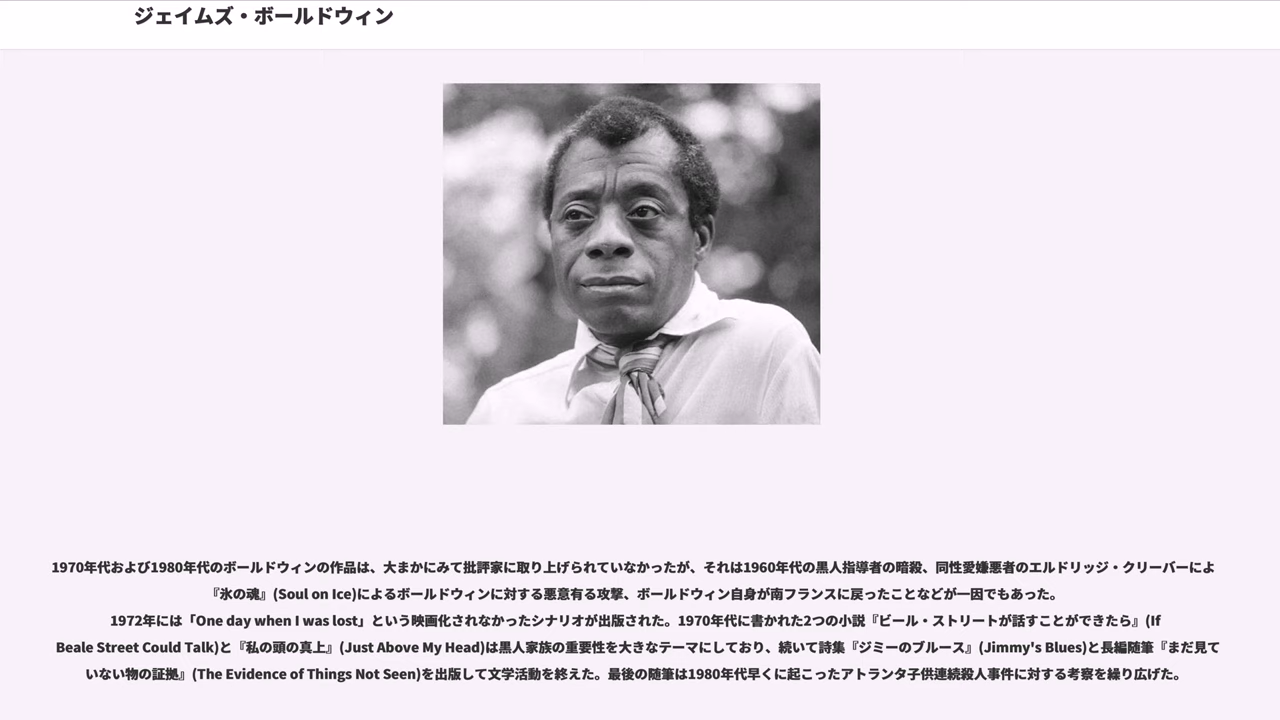 ジェイムズ・ボールドウィン
1970年代および1980年代のボールドウィンの作品は、大まかにみて批評家に取り上げられていなかったが、それは1960年代の黒人指導者の暗殺、同性愛嫌悪者のエルドリッジ・クリーバーによ
『氷の魂』(Soul on Ice)によるボールドウィンに対する悪意有る攻撃、ボールドウィン自身が南フランスに戻ったことなどが一因でもあった。
1972年には「One day when I was lost」という映画化されなかったシナリオが出版された。1970年代に書かれた2つの小説『ビール・ストリートが話すことができたら』(If
Beale Street Could Talk)と『私の頭の真上』(Just Above My Head)は黒人家族の重要性を大きなテーマにしており、続いて詩集『ジミーのブルース』(Jimmy's Blues)と長編随筆『まだ見て
いない物の証拠』(The Evidence of Things Not Seen)を出版して文学活動を終えた。最後の随筆は1980年代早くに起こったアトランタ子供連続殺人事件に対する考察を繰り広げた。